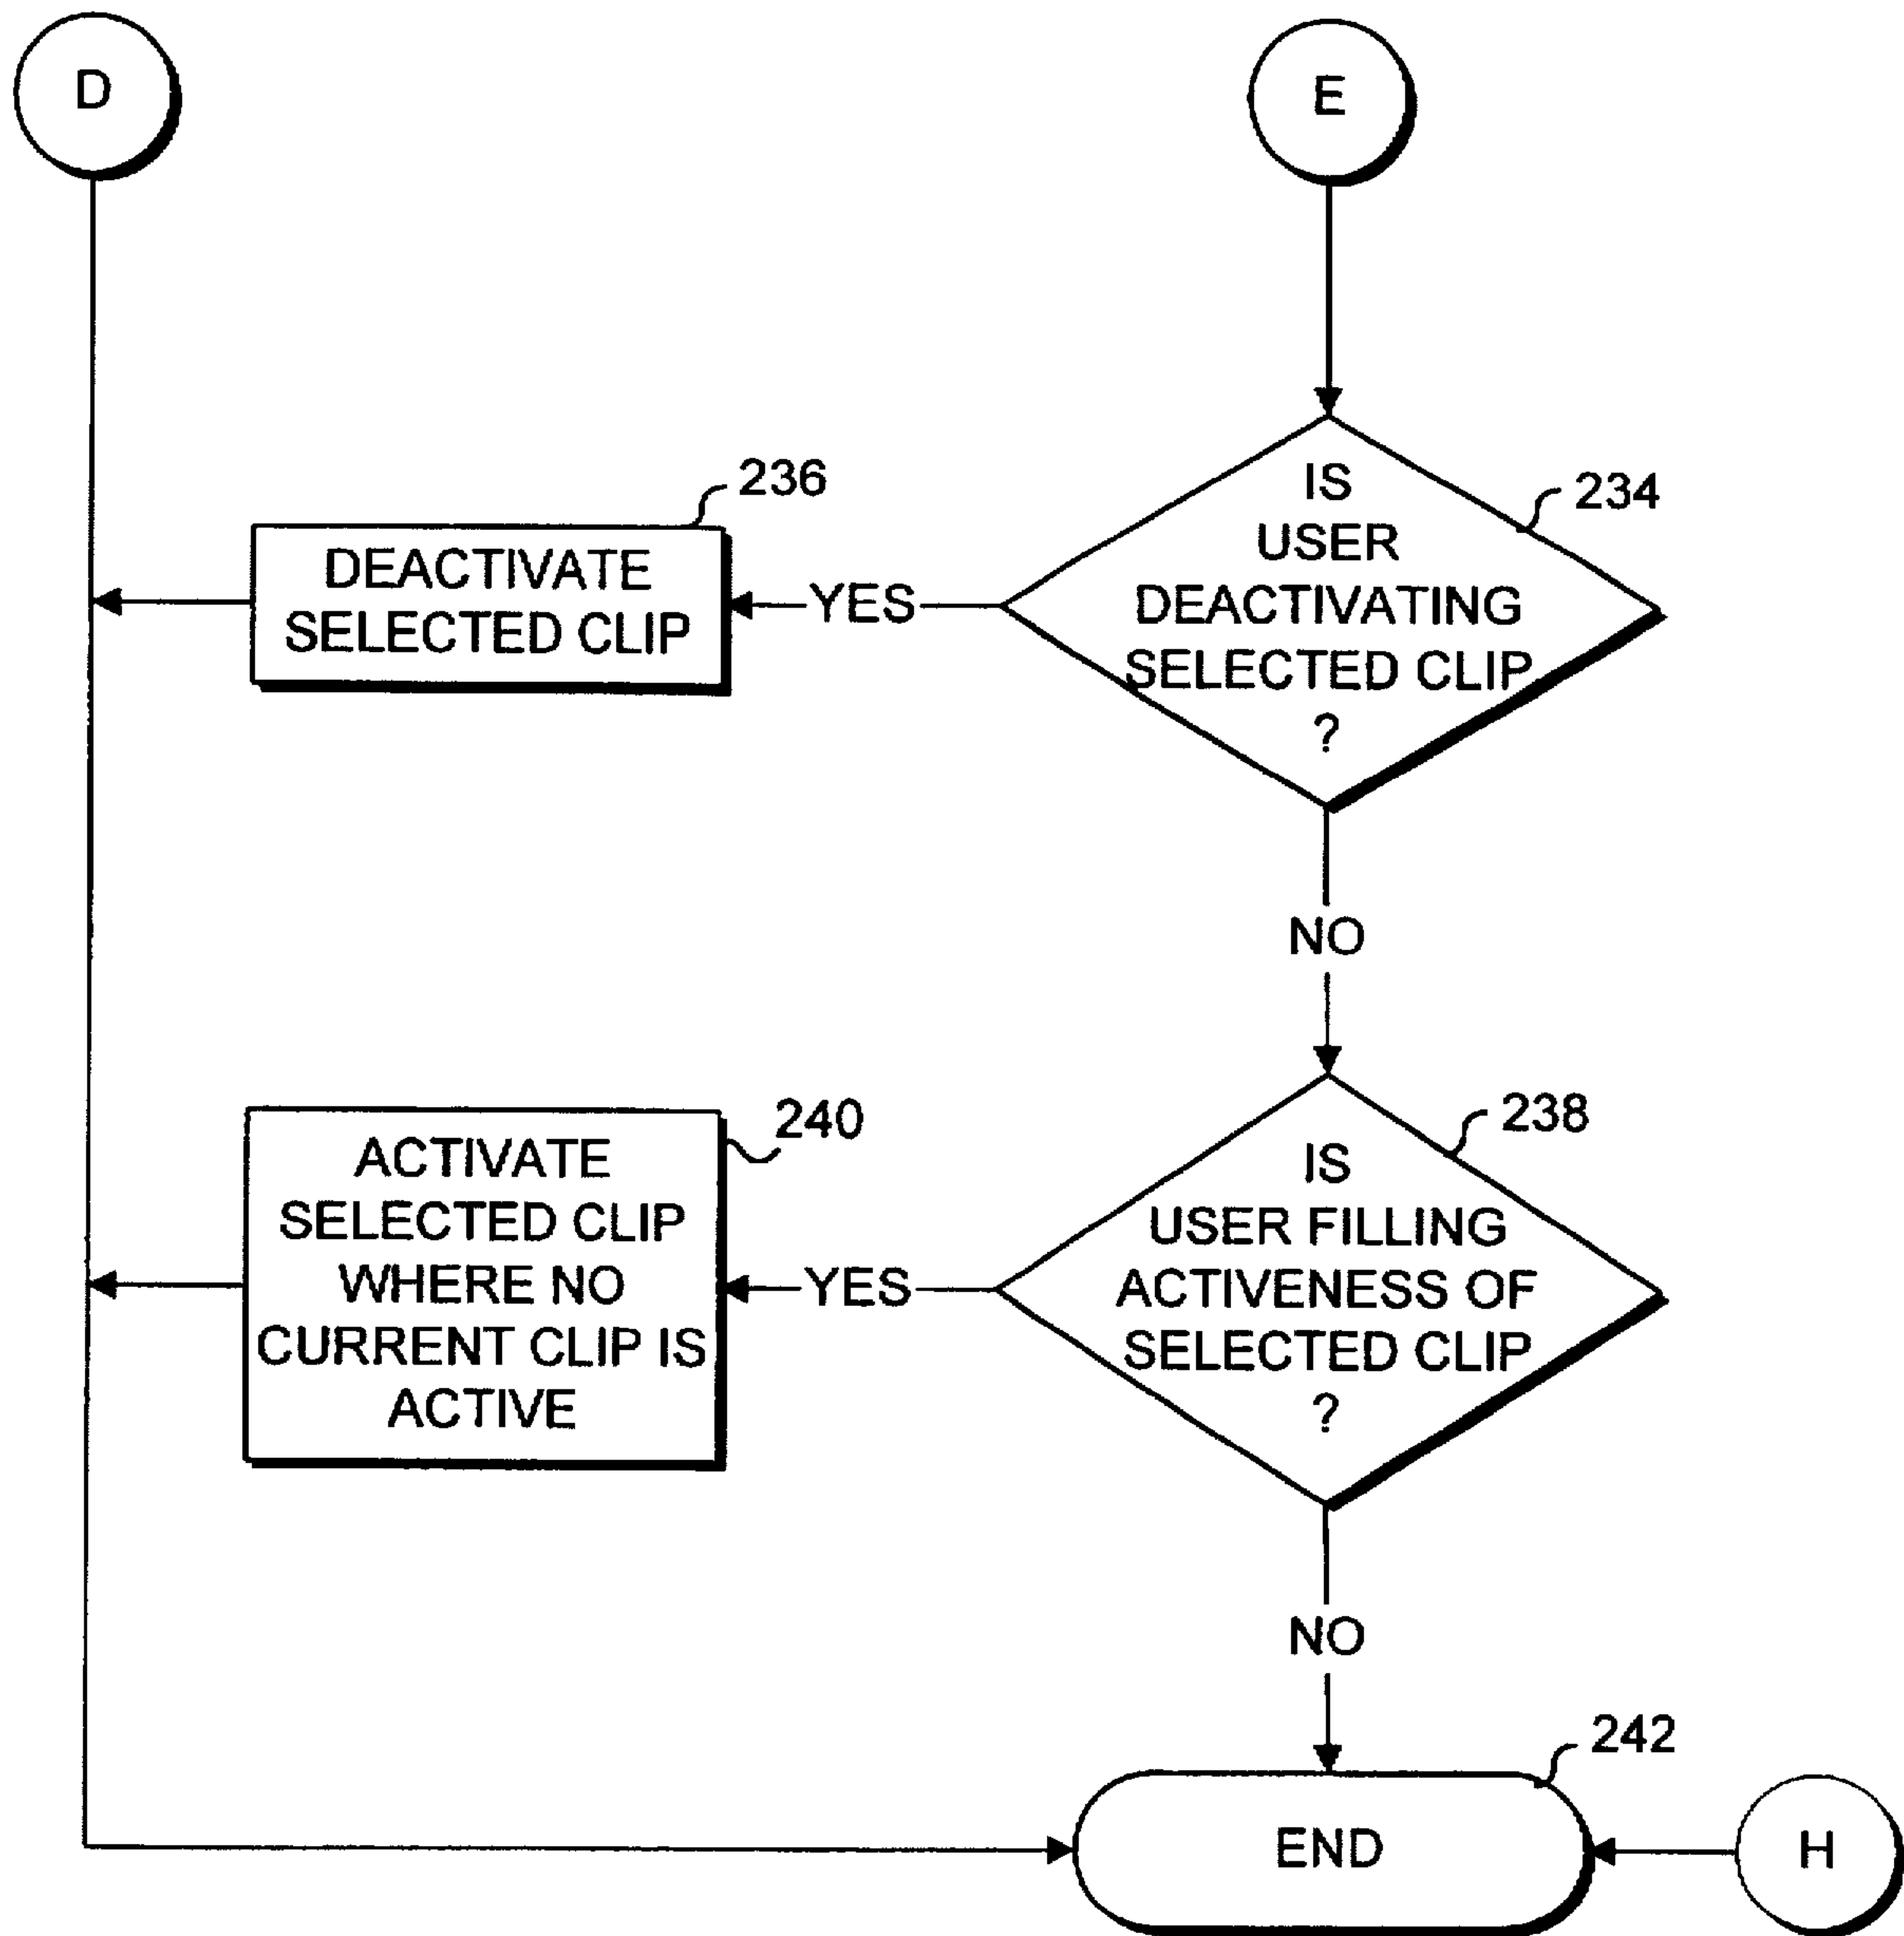 D
E
236
DEACTIVATE
SELECTED CLIP
YES
IS
USER
DEACTIVATING
SELECTED CLIP
?
234
NO
240
ACTIVATE
SELECTED CLIP
WHERE NO
CURRENT CLIP IS
ACTIVE
YES
IS
USER FILLING
ACTIVENESS OF
SELECTED CLIP
?
238
NO
242
END
H